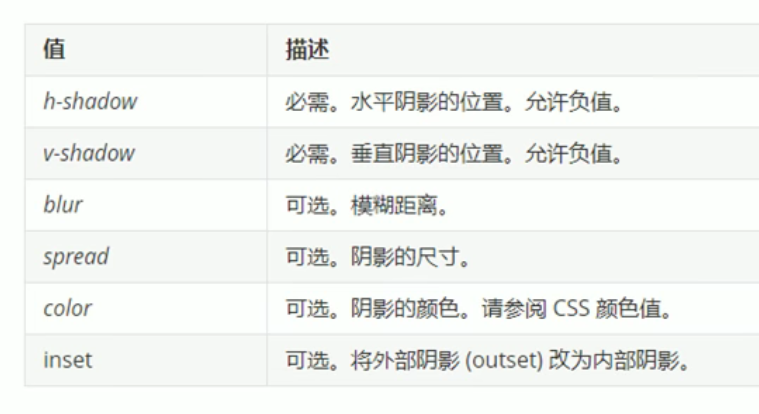 值 描述
h-shadow 必需。水平阴影的位置。允许负值。
v-shadow 必需。垂直阴影的位置。允许负值。
blur 可选。模糊距离。
spread 可选。阴影的尺寸。
color 可选。阴影的颜色。请参阅 CSS 颜色值。
inset 可选。将外部阴影 (outset) 改为内部阴影。